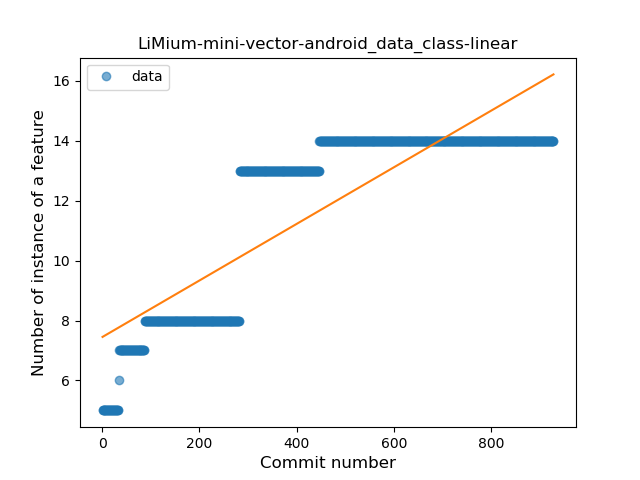 LiMium-mini-vector-android_data_class-linear
data
Number of instance of a feature
16
14
12
10
8
6
0 200 400 600 800
Commit number